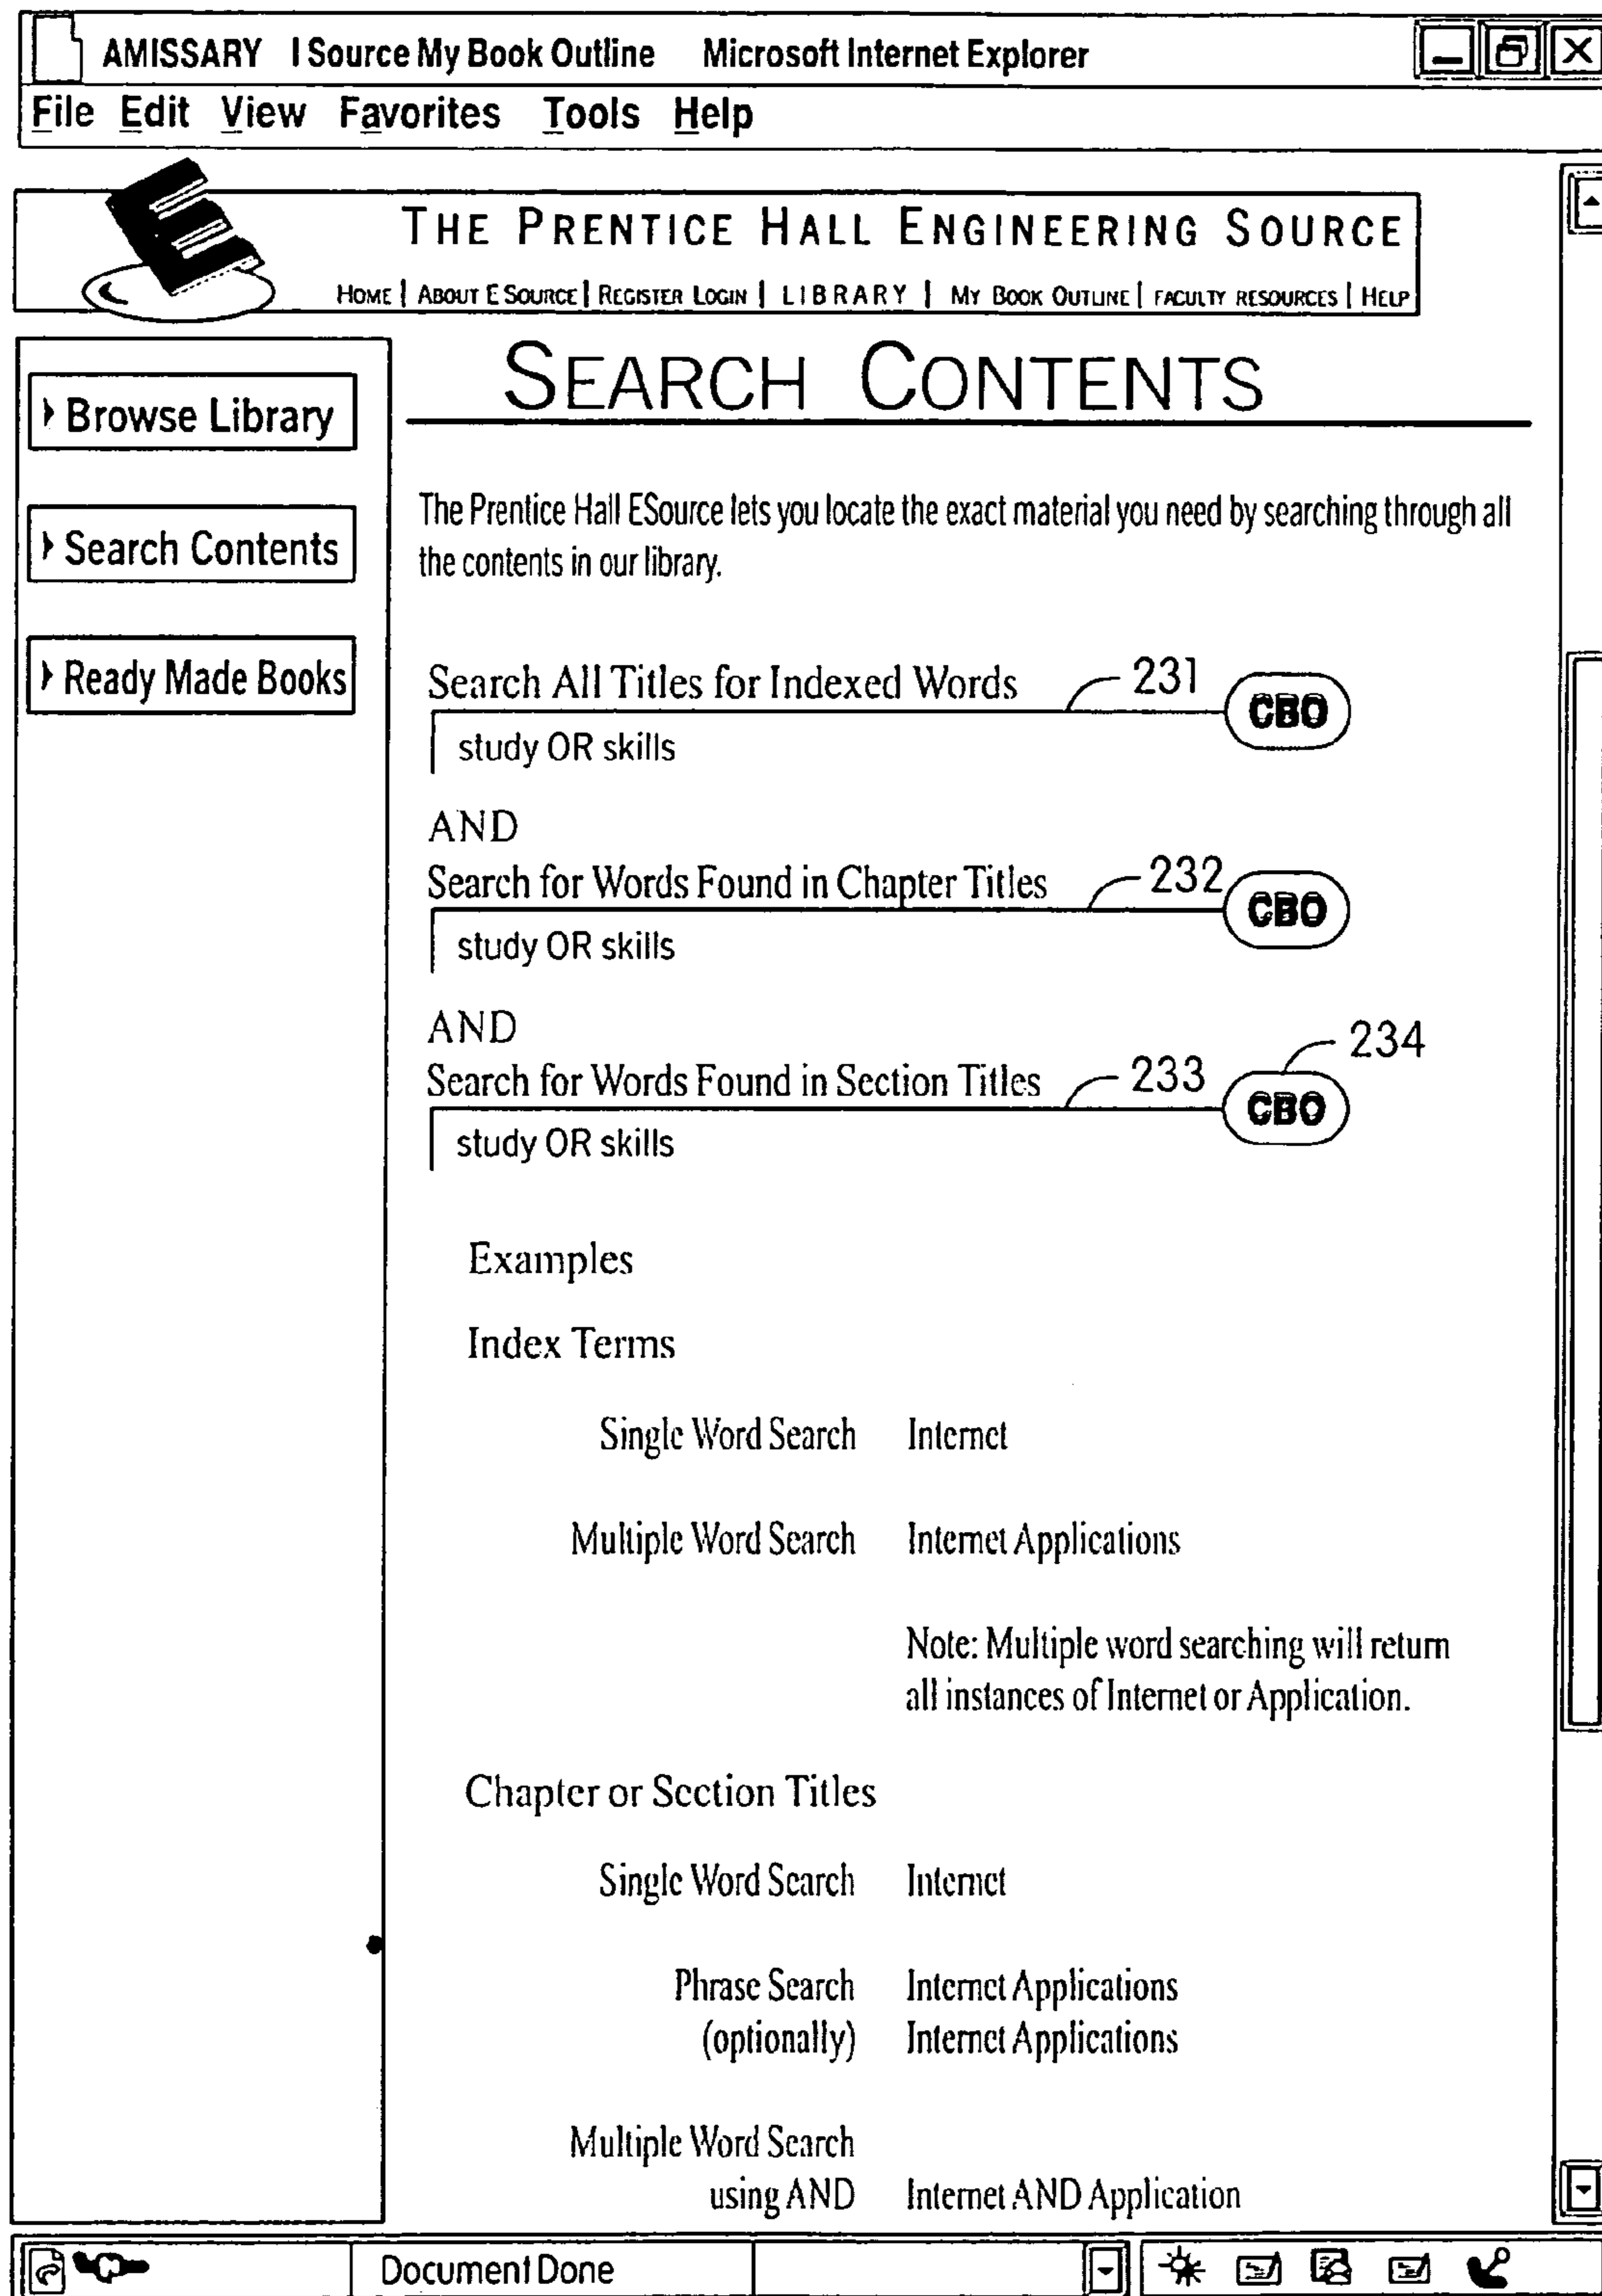 AMISSARY I Source My Book Outline Microsoft Internet Explorer
File Edit View Favorites Tools Help
THE PRENTICE HALL ENGINEERING SOURCE
HOME | ABOUT E SOURCE | REGISTER LOGIN | LIBRARY | MY BOOK OUTLINE | FACULTY RESOURCES | HELP
Browse Library
Search Contents
Ready Made Books
SEARCH CONTENTS
The Prentice Hall ESource lets you locate the exact material you need by searching through all
the contents in our library.
Search All Titles for Indexed Words 231 CBO
study OR skills
AND
Search for Words Found in Chapter Titles 232 CBO
study OR skills
AND
234
Search for Words Found in Section Titles 233 CBO
study OR skills
Examples
Index Terms
Single Word Search Internet
Multiple Word Search Internet Applications
Note: Multiple word searching will return
all instances of Internet or Application.
Chapter or Section Titles
Single Word Search Internet
Phrase Search Internet Applications
(optionally) Internet Applications
Multiple Word Search
using AND Internet AND Application
Document Done